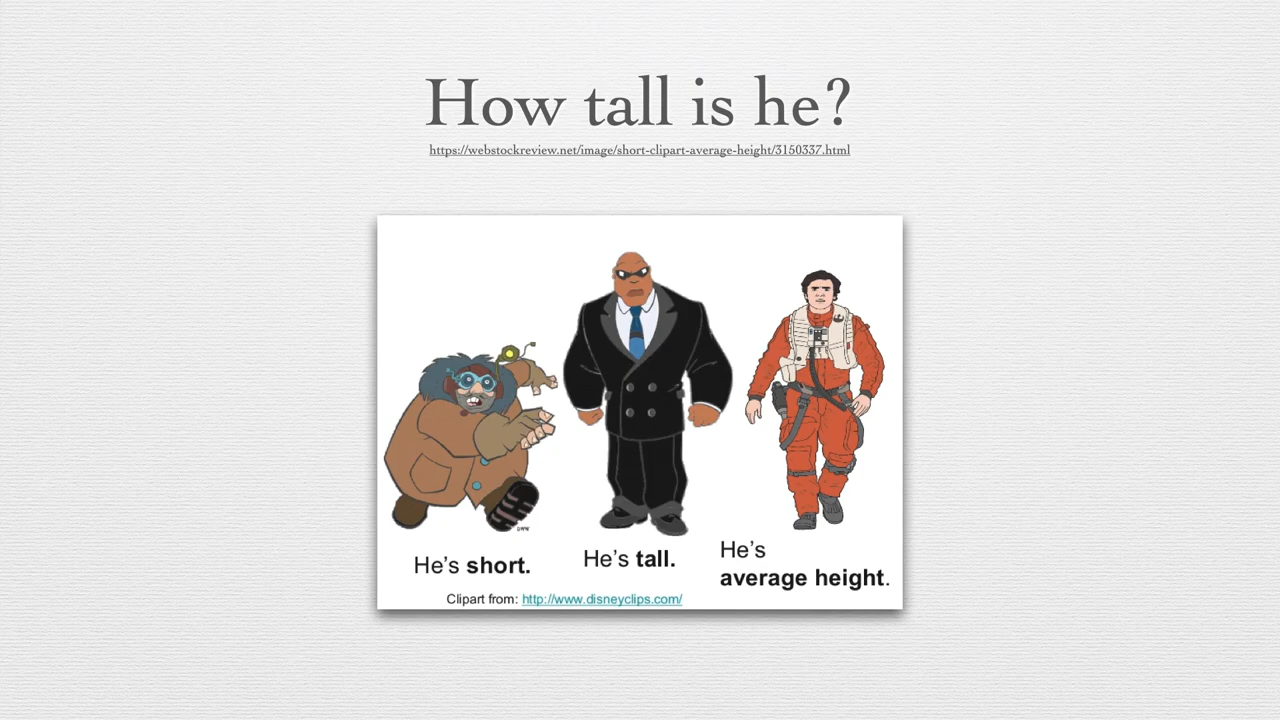 How tall is he?
https://webstockreview.net/image/short-clipart-average-height/3150337.html
He's short.
He's tall.
He's
average height.
Clipart from: http://www.disneyclips.com/